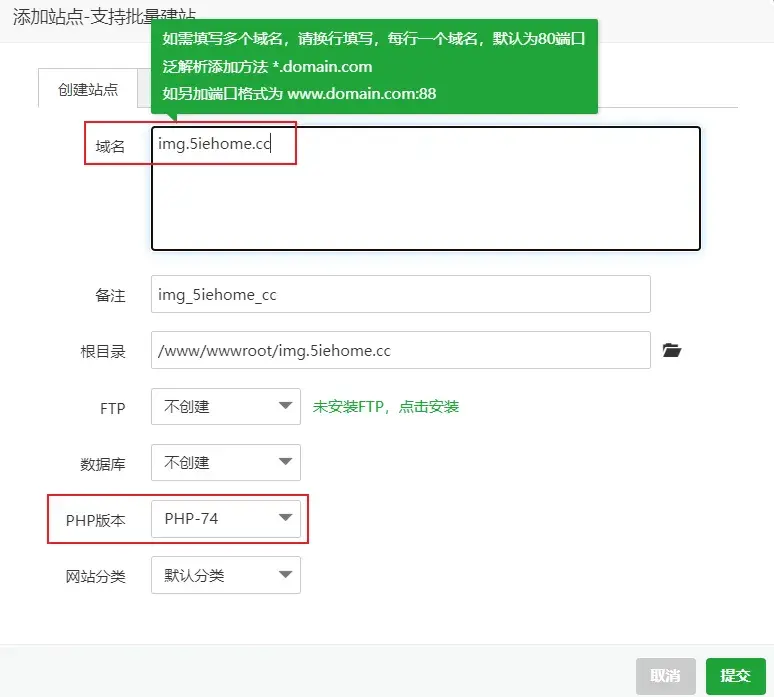 添加站点-支持批量建站
如需填写多个域名，请换行填写，每行一个域名，默认为80端口
泛解析添加方法 *.domain.com
如另加端口格式为 www.domain.com:88
创建站点
域名 img.5iehome.cc
备注 img_5iehome_cc
根目录 /www/wwwroot/img.5iehome.cc
FTP 不创建 未安装FTP，点击安装
数据库 不创建
PHP版本 PHP-74
网站分类 默认分类
取消 提交